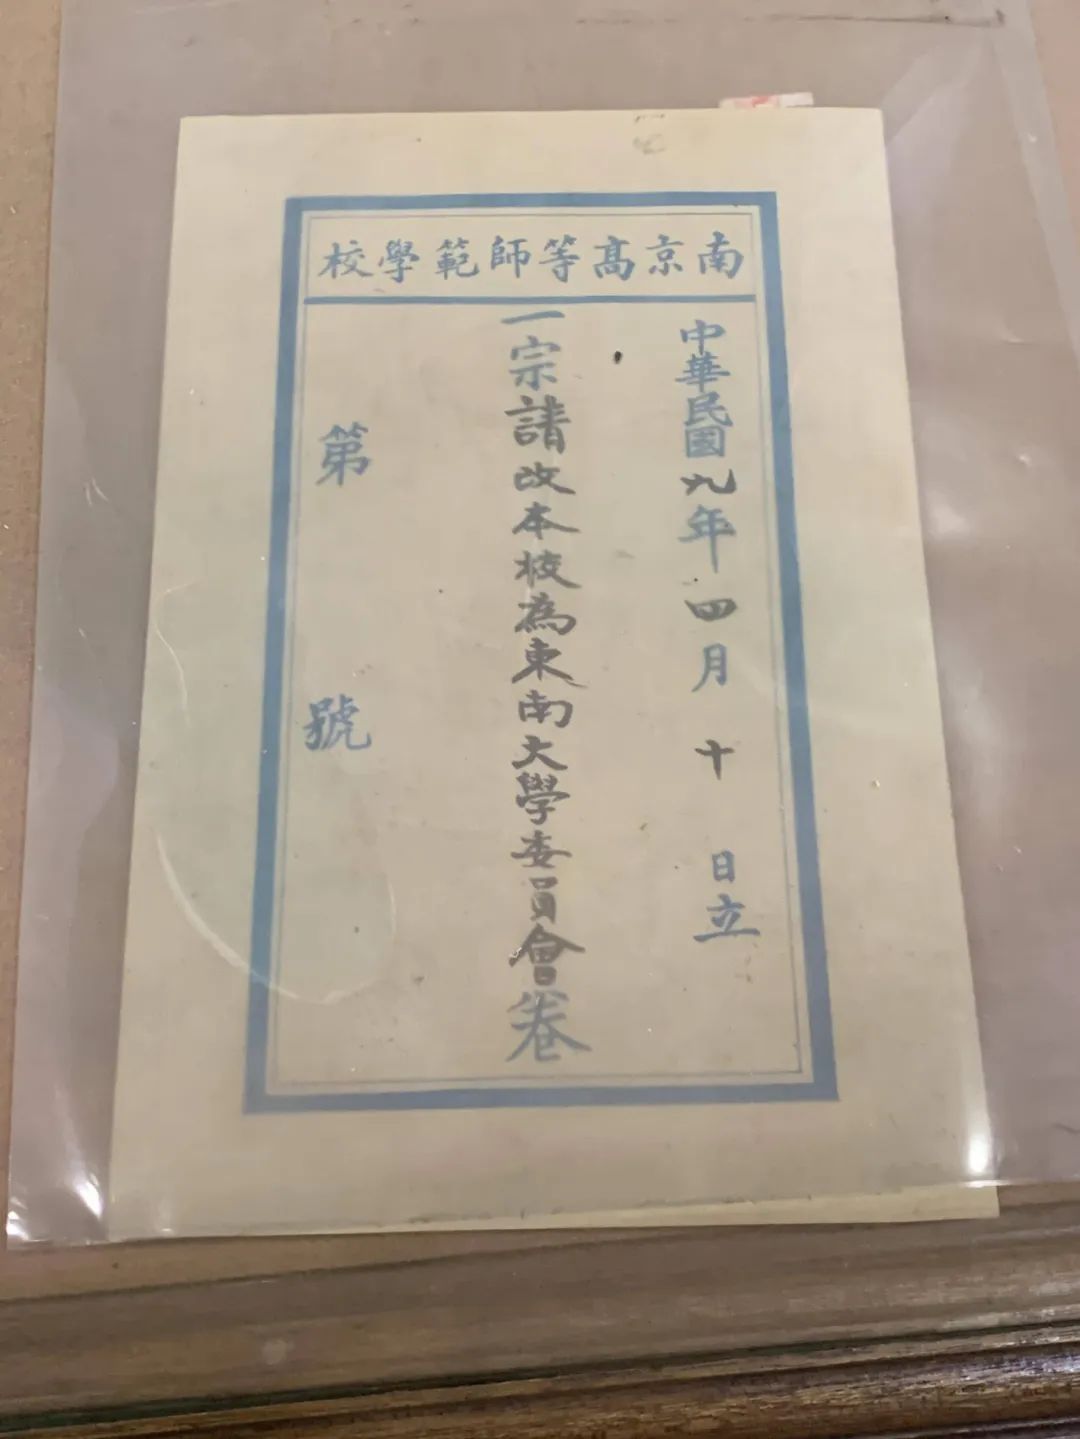 南京高等師範學校
中華民國九年四月十日立
一宗請改本校為東南大學委員會卷
第號